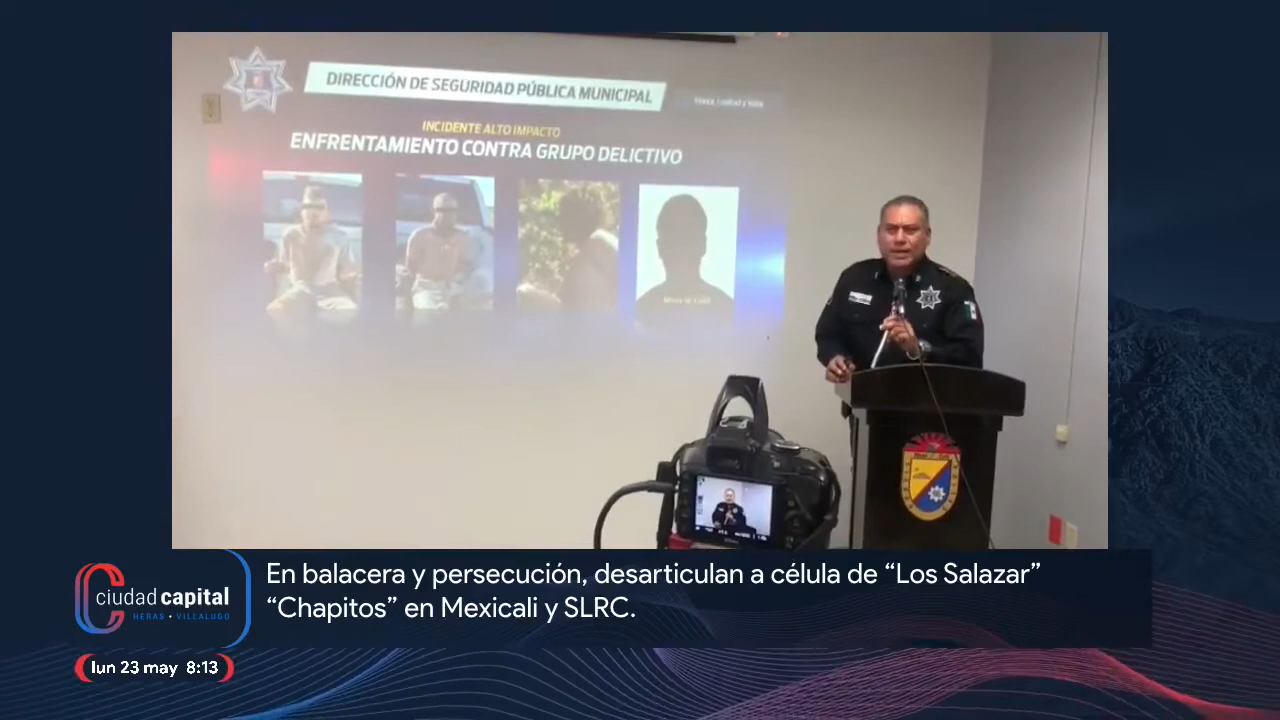 DIRECCIÓN DE SEGURIDAD PÚBLICA MUNICIPAL
INCIDENTE ALTO IMPACTO
ENFRENTAMIENTO CONTRA GRUPO DELICTIVO
ciudad capital
HERAS • VILLALUGO
En balacera y persecución, desarticulan a célula de “Los Salazar”
“Chapitos” en Mexicali y SLRC.
lun 23 may 8:13